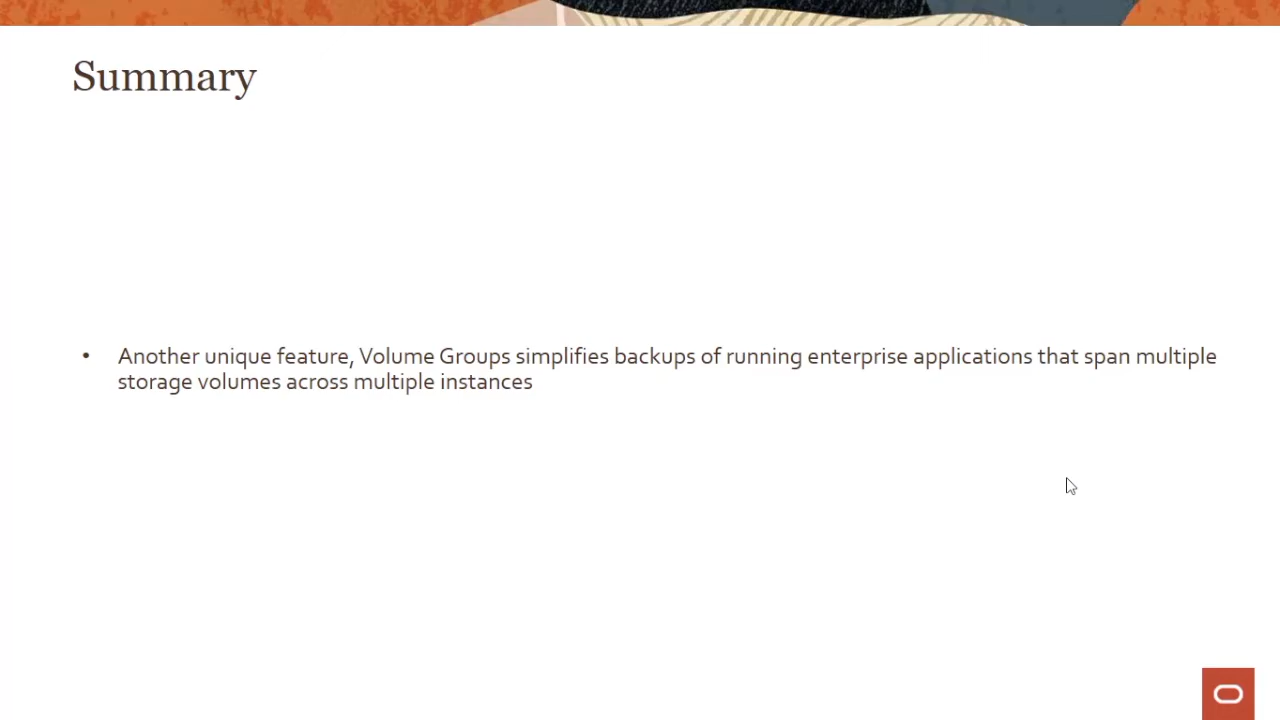 Summary
• Another unique feature, Volume Groups simplifies backups of running enterprise applications that span multiple
storage volumes across multiple instances